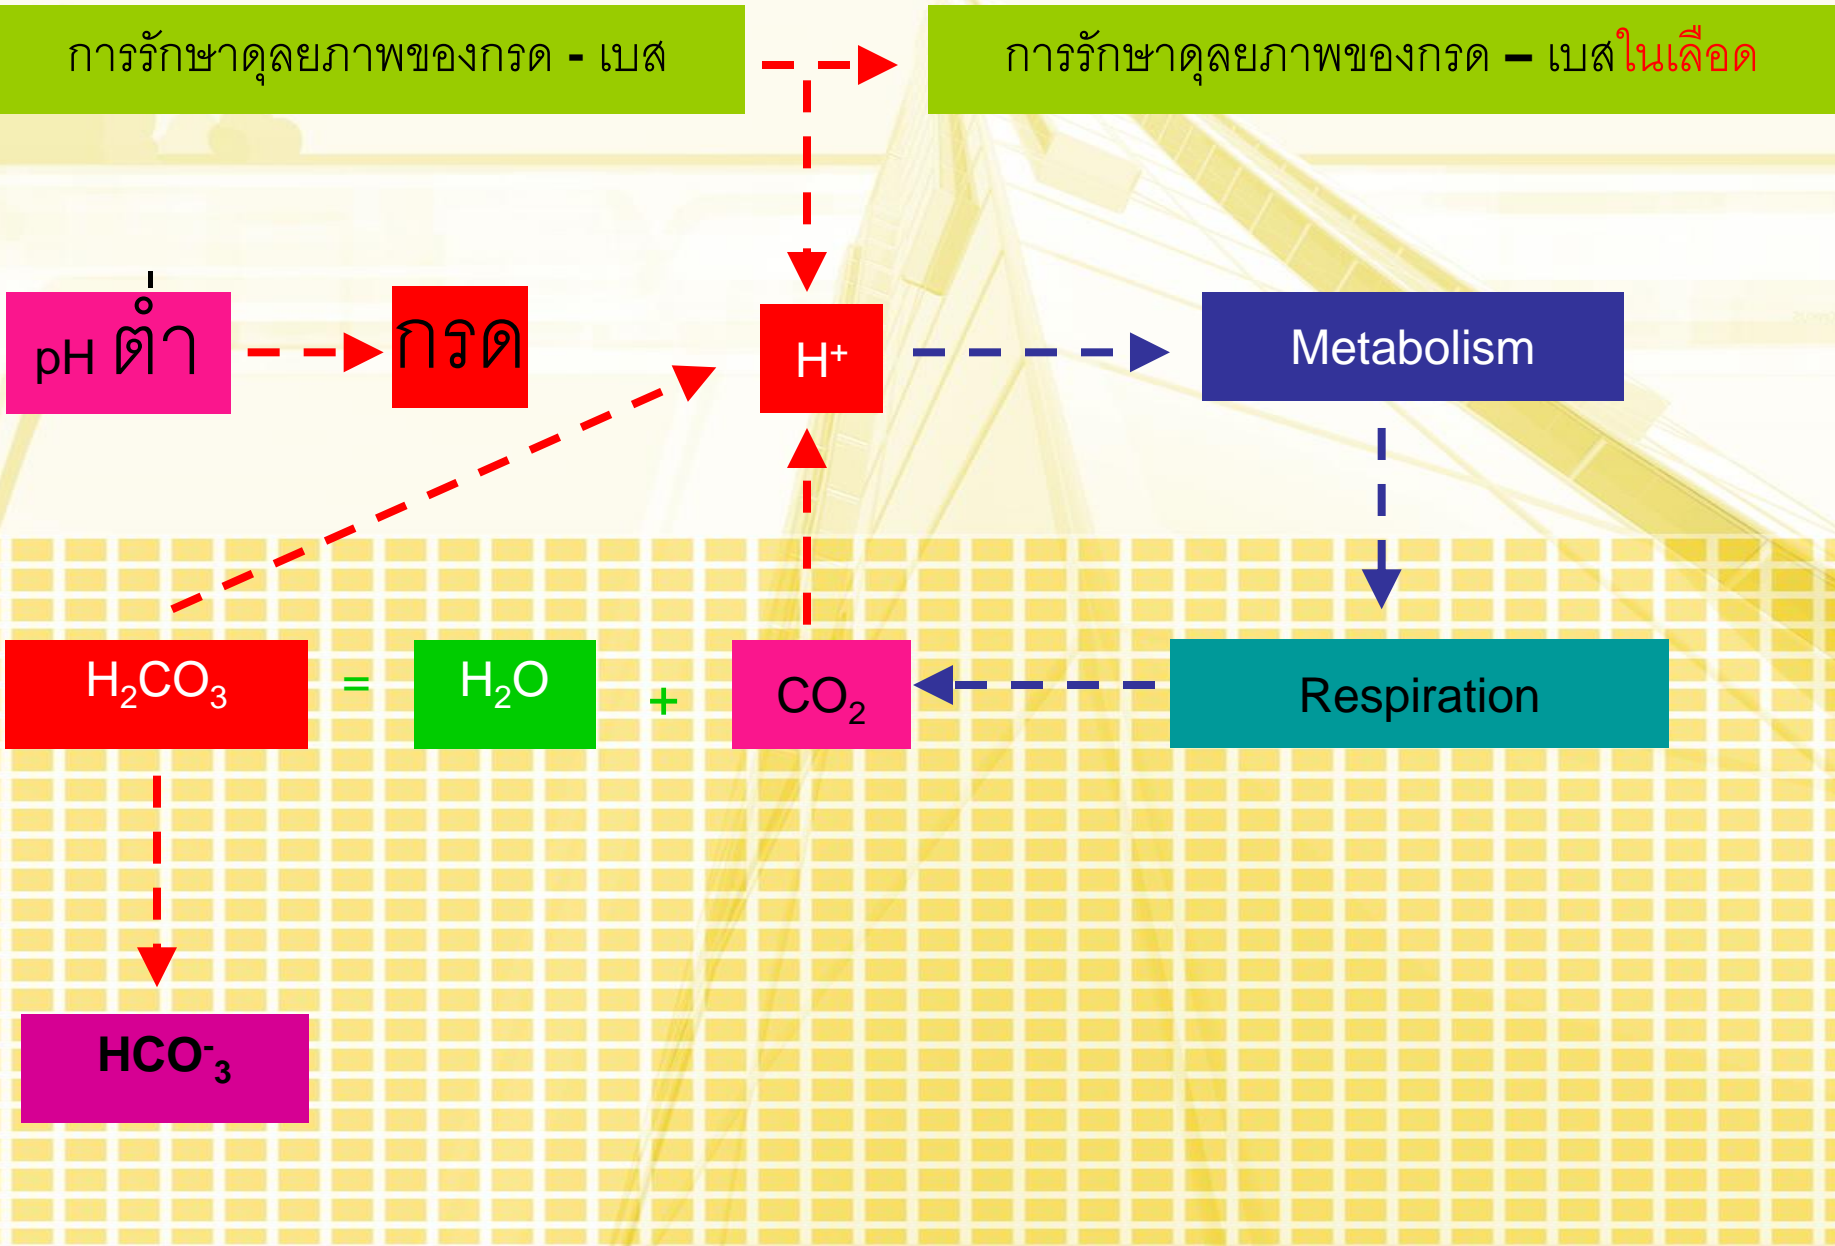 การรักษาดุลยภาพของกรด - เบส
การรักษาดุลยภาพของกรด – เบสในเลือด
pH ต่ำ
กรด
H⁺
Metabolism
H₂CO₃ = H₂O + CO₂
Respiration
HCO⁻₃